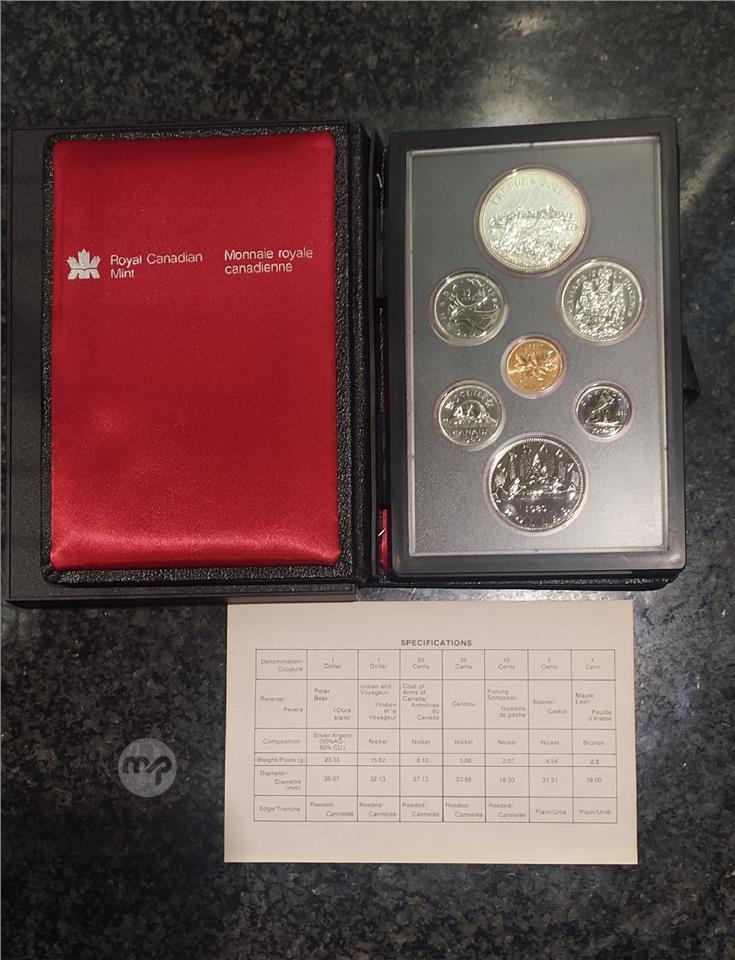 Royal Canadian Mint
Monnaie royale canadienne
CANADA
1980
DOLLAR
SPECIFICATIONS
Denomination/ Coupure | 1 Dollar | 1 Dollar | 50 Cents | 25 Cents | 10 Cents | 5 Cents | 1 Cent
Reverse/ Revers | Polar Bear / l'Ours blanc | Indian and Voyageur/ l'Indien et le Voyageur | Coat of Arms of Canada/ Armoiries du Canada | Caribou | Fishing Schooner/ Goélette de pêche | Beaver/ Castor | Maple Leaf/ Feuille d'érable
Composition | Silver/Argent (50%AG- 50% CU) | Nickel | Nickel | Nickel | Nickel | Nickel | Bronze
Weight/Poids (g) | 23.33 | 15.62 | 8.10 | 5.06 | 2.07 | 4.54 | 2.8
Diameter/ Diamètre (mm) | 36.07 | 32.13 | 27.13 | 23.88 | 18.03 | 21.21 | 19.00
Edge/Tranche | Reeded/ Cannelée | Reeded/ Cannelée | Reeded/ Cannelée | Reeded/ Cannelée | Reeded/ Cannelée | Plain/Unie | Plain/Unie
mp